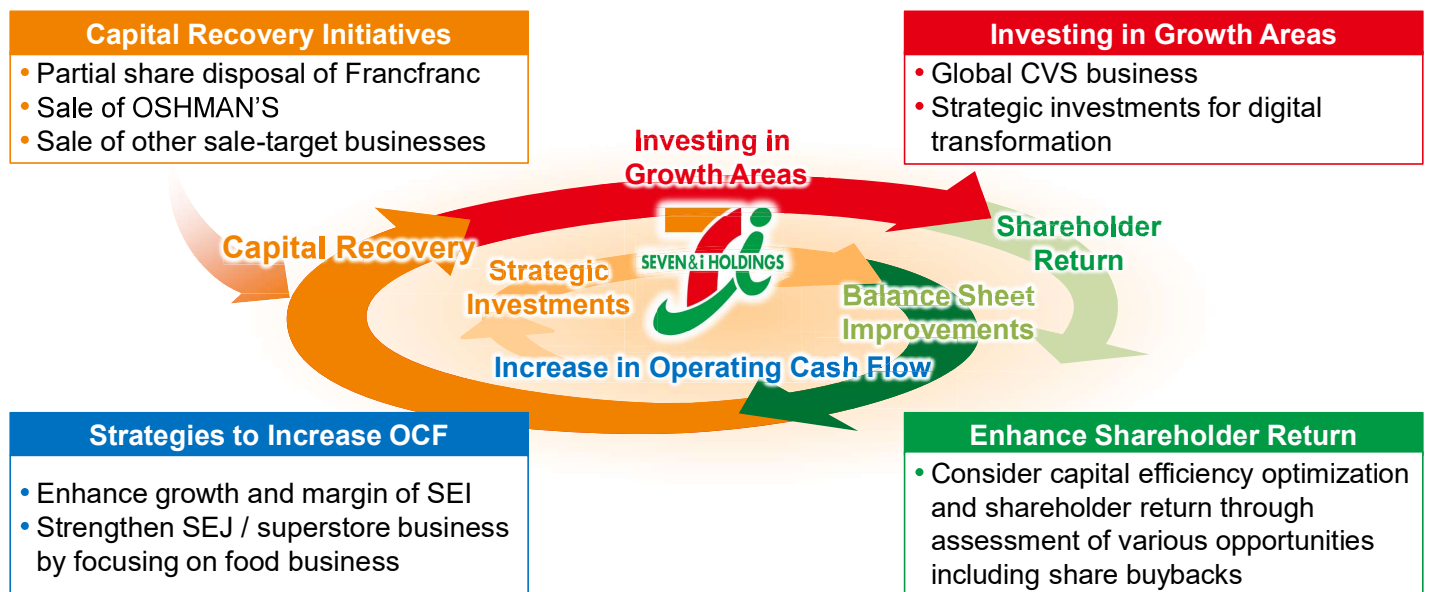 Capital Recovery Initiatives
• Partial share disposal of Francfranc
• Sale of OSHMAN'S
• Sale of other sale-target businesses
Investing in Growth Areas
• Global CVS business
• Strategic investments for digital
transformation
Investing in
Growth Areas
Capital Recovery
Strategic
Investments
SEVEN & i HOLDINGS
Shareholder
Return
Balance Sheet
Improvements
Increase in Operating Cash Flow
Strategies to Increase OCF
• Enhance growth and margin of SEI
• Strengthen SEJ / superstore business
by focusing on food business
Enhance Shareholder Return
• Consider capital efficiency optimization
and shareholder return through
assessment of various opportunities
including share buybacks